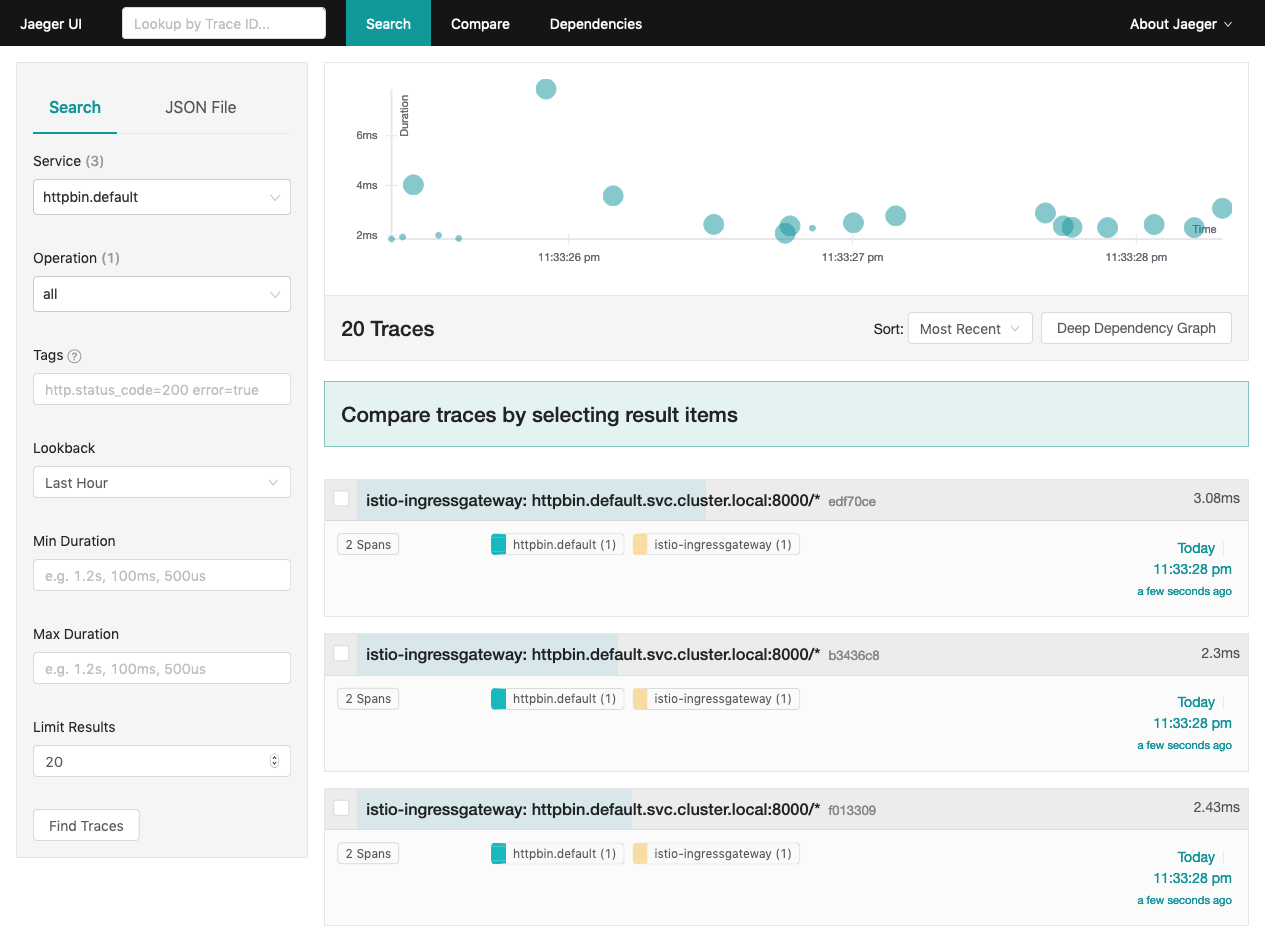 Jaeger UI
Lookup by Trace ID...
Search
Compare
Dependencies
About Jaeger
Search
JSON File
Service (3)
httpbin.default
Operation (1)
all
Tags ?
http.status_code=200 error=true
Lookback
Last Hour
Min Duration
e.g. 1.2s, 100ms, 500us
Max Duration
e.g. 1.2s, 100ms, 500us
Limit Results
20
Find Traces
Duration
6ms
4ms
2ms
Time
11:33:26 pm
11:33:27 pm
11:33:28 pm
20 Traces
Sort:
Most Recent
Deep Dependency Graph
Compare traces by selecting result items
istio-ingressgateway: httpbin.default.svc.cluster.local:8000/* edf70ce
3.08ms
2 Spans
httpbin.default (1)
istio-ingressgateway (1)
Today
11:33:28 pm
a few seconds ago
istio-ingressgateway: httpbin.default.svc.cluster.local:8000/* b3436c8
2.3ms
2 Spans
httpbin.default (1)
istio-ingressgateway (1)
Today
11:33:28 pm
a few seconds ago
istio-ingressgateway: httpbin.default.svc.cluster.local:8000/* f013309
2.43ms
2 Spans
httpbin.default (1)
istio-ingressgateway (1)
Today
11:33:28 pm
a few seconds ago